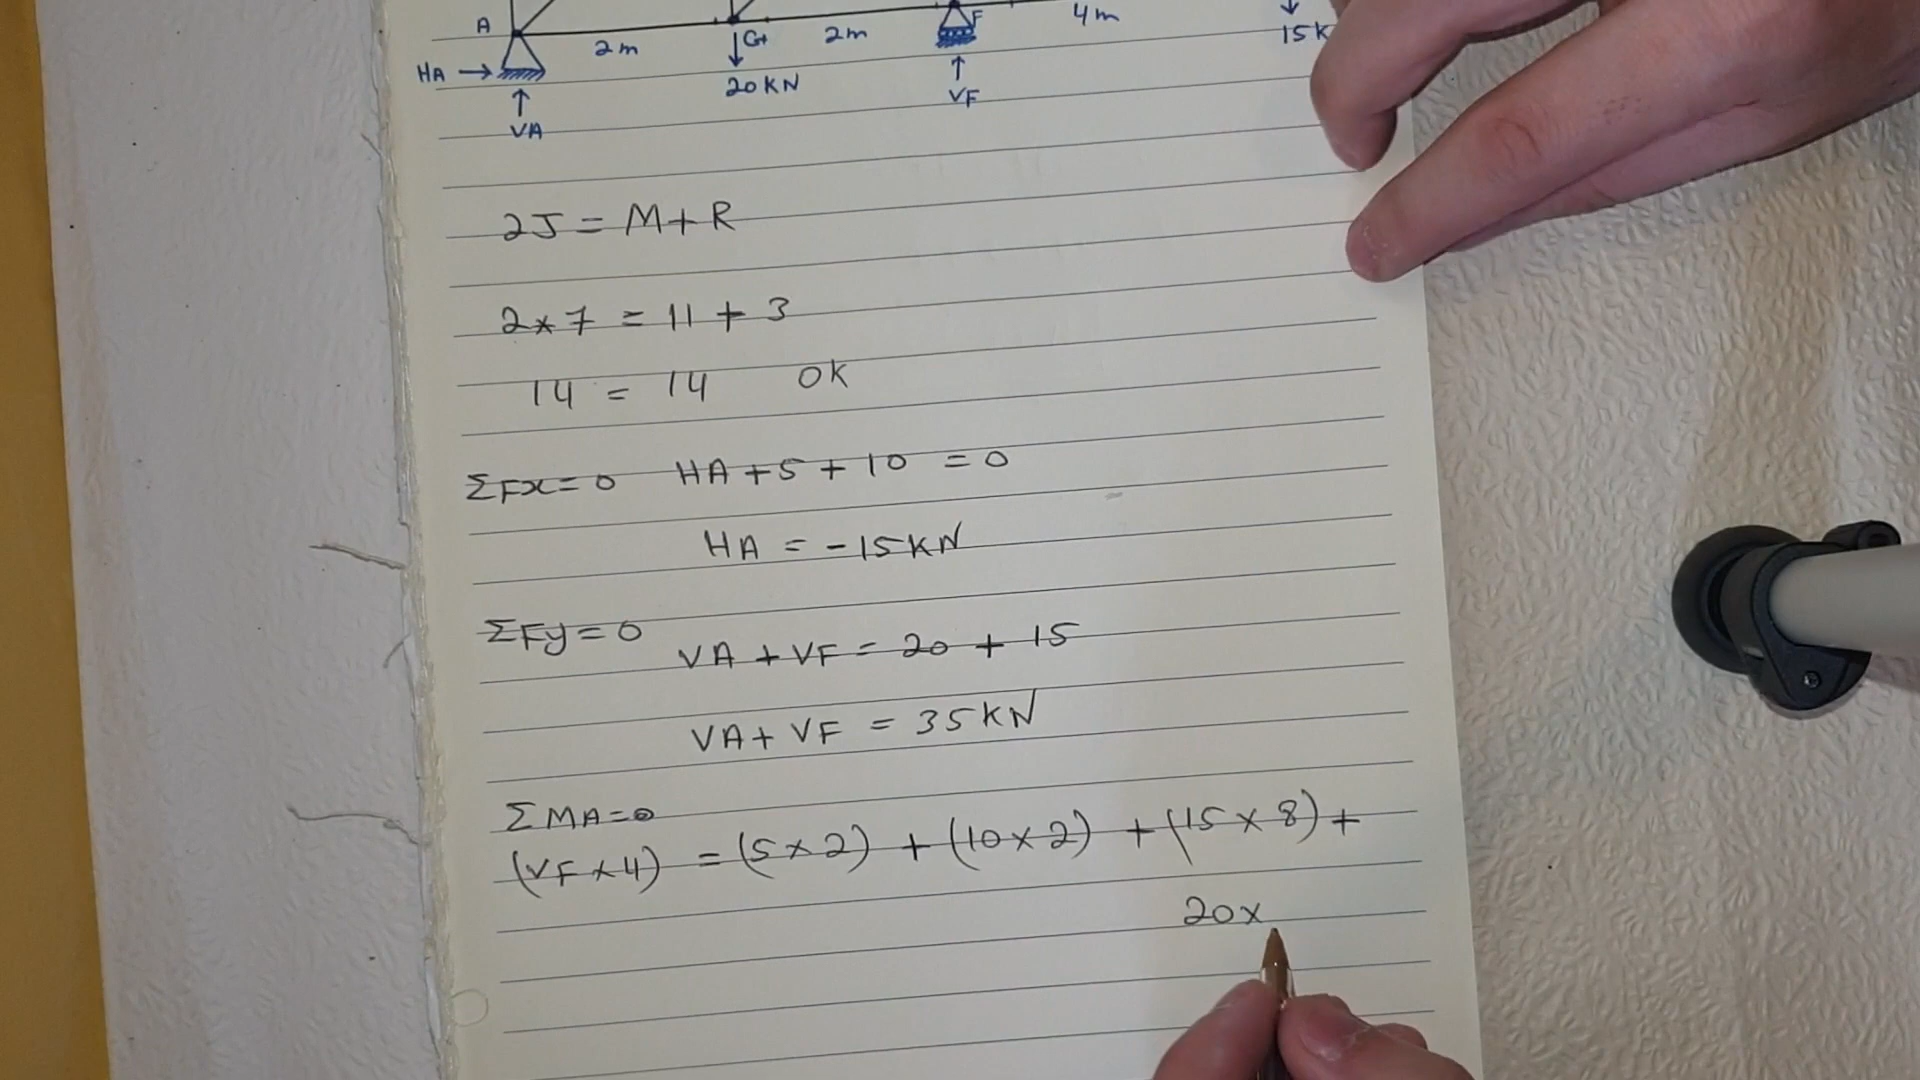 A 2m G 2m F 4m 15K
HA → 20KN VF
VA
2J = M+R
2×7 = 11 + 3
14 = 14 OK
ΣFx=0 HA+5+10 =0
HA = -15KN
ΣFy=0 VA+VF=20+15
VA+VF = 35KN
ΣMA=0
(VF×4) = (5×2) + (10×2) + (15×8) +
20×